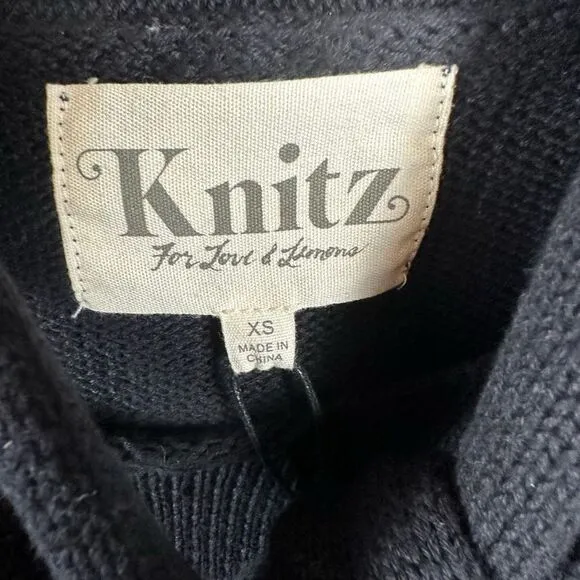 Knitz
For Love & Lemons
XS
MADE IN
CHINA